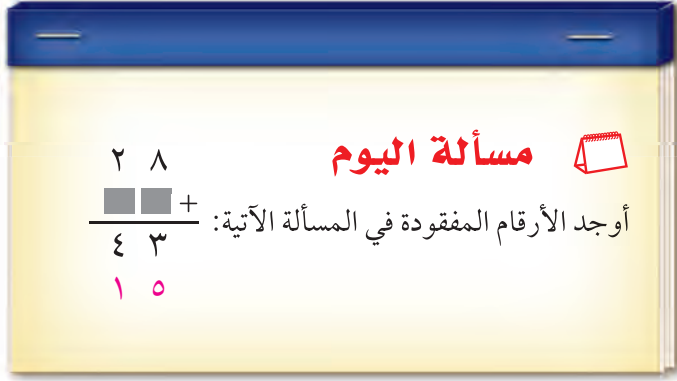 مسألة اليوم
أوجد الأرقام المفقودة في المسألة الآتية:
٢ ٨
+
٤ ٣
١ ٥